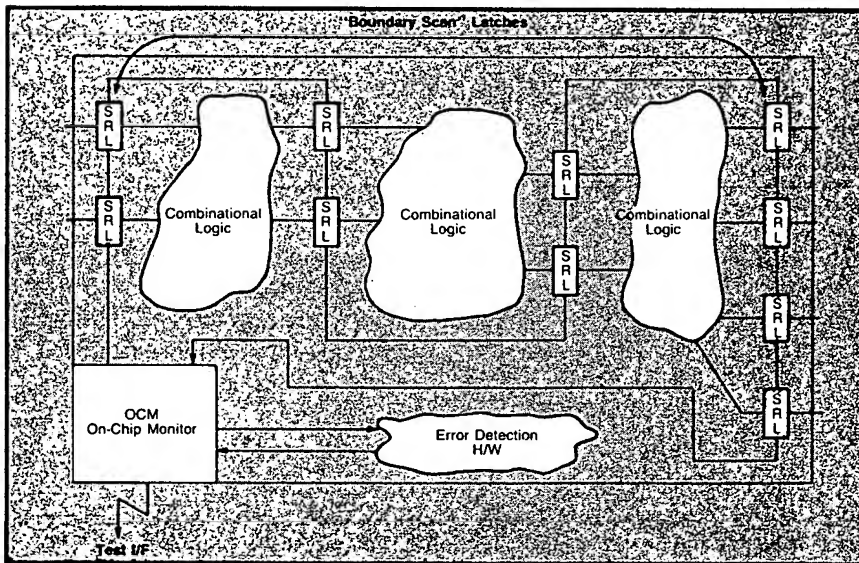 Boundary Scan Latches
S
R
L
S
R
L
S
R
L
S
R
L
S
R
L
S
R
L
S
R
L
S
R
L
S
R
L
S
R
L
Combinational
Logic
Combinational
Logic
Combinational
Logic
OCM
On-Chip Monitor
Error Detection
H/W
Test I/F